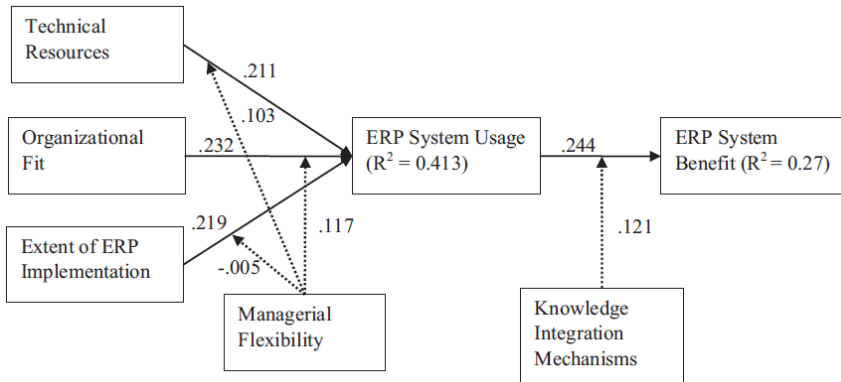 Technical
Resources
.211
.103
Organizational
Fit
.232
ERP System Usage
(R² = 0.413)
.244
ERP System
Benefit (R² = 0.27)
.219
.117
.121
Extent of ERP
Implementation
-.005
Managerial
Flexibility
Knowledge
Integration
Mechanisms